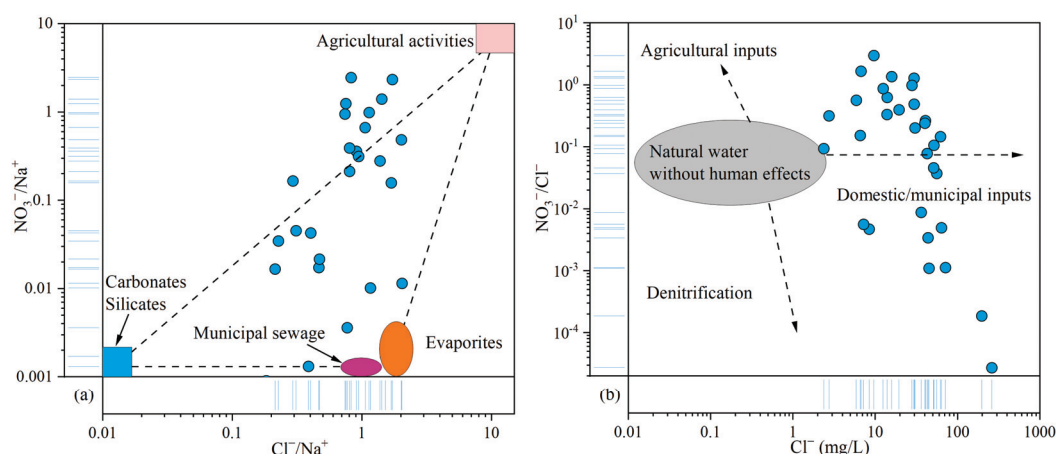 10
1
0.1
0.01
0.001
NO₃⁻/Na⁺
Agricultural activities
Carbonates
Silicates
Municipal sewage
Evaporites
(a)
0.01
0.1
1
10
Cl⁻/Na⁺
10¹
10⁰
10⁻¹
10⁻²
10⁻³
10⁻⁴
NO₃⁻/Cl⁻
Agricultural inputs
Natural water
without human effects
Domestic/municipal inputs
Denitrification
(b)
0.01
0.1
1
10
100
1000
Cl⁻ (mg/L)